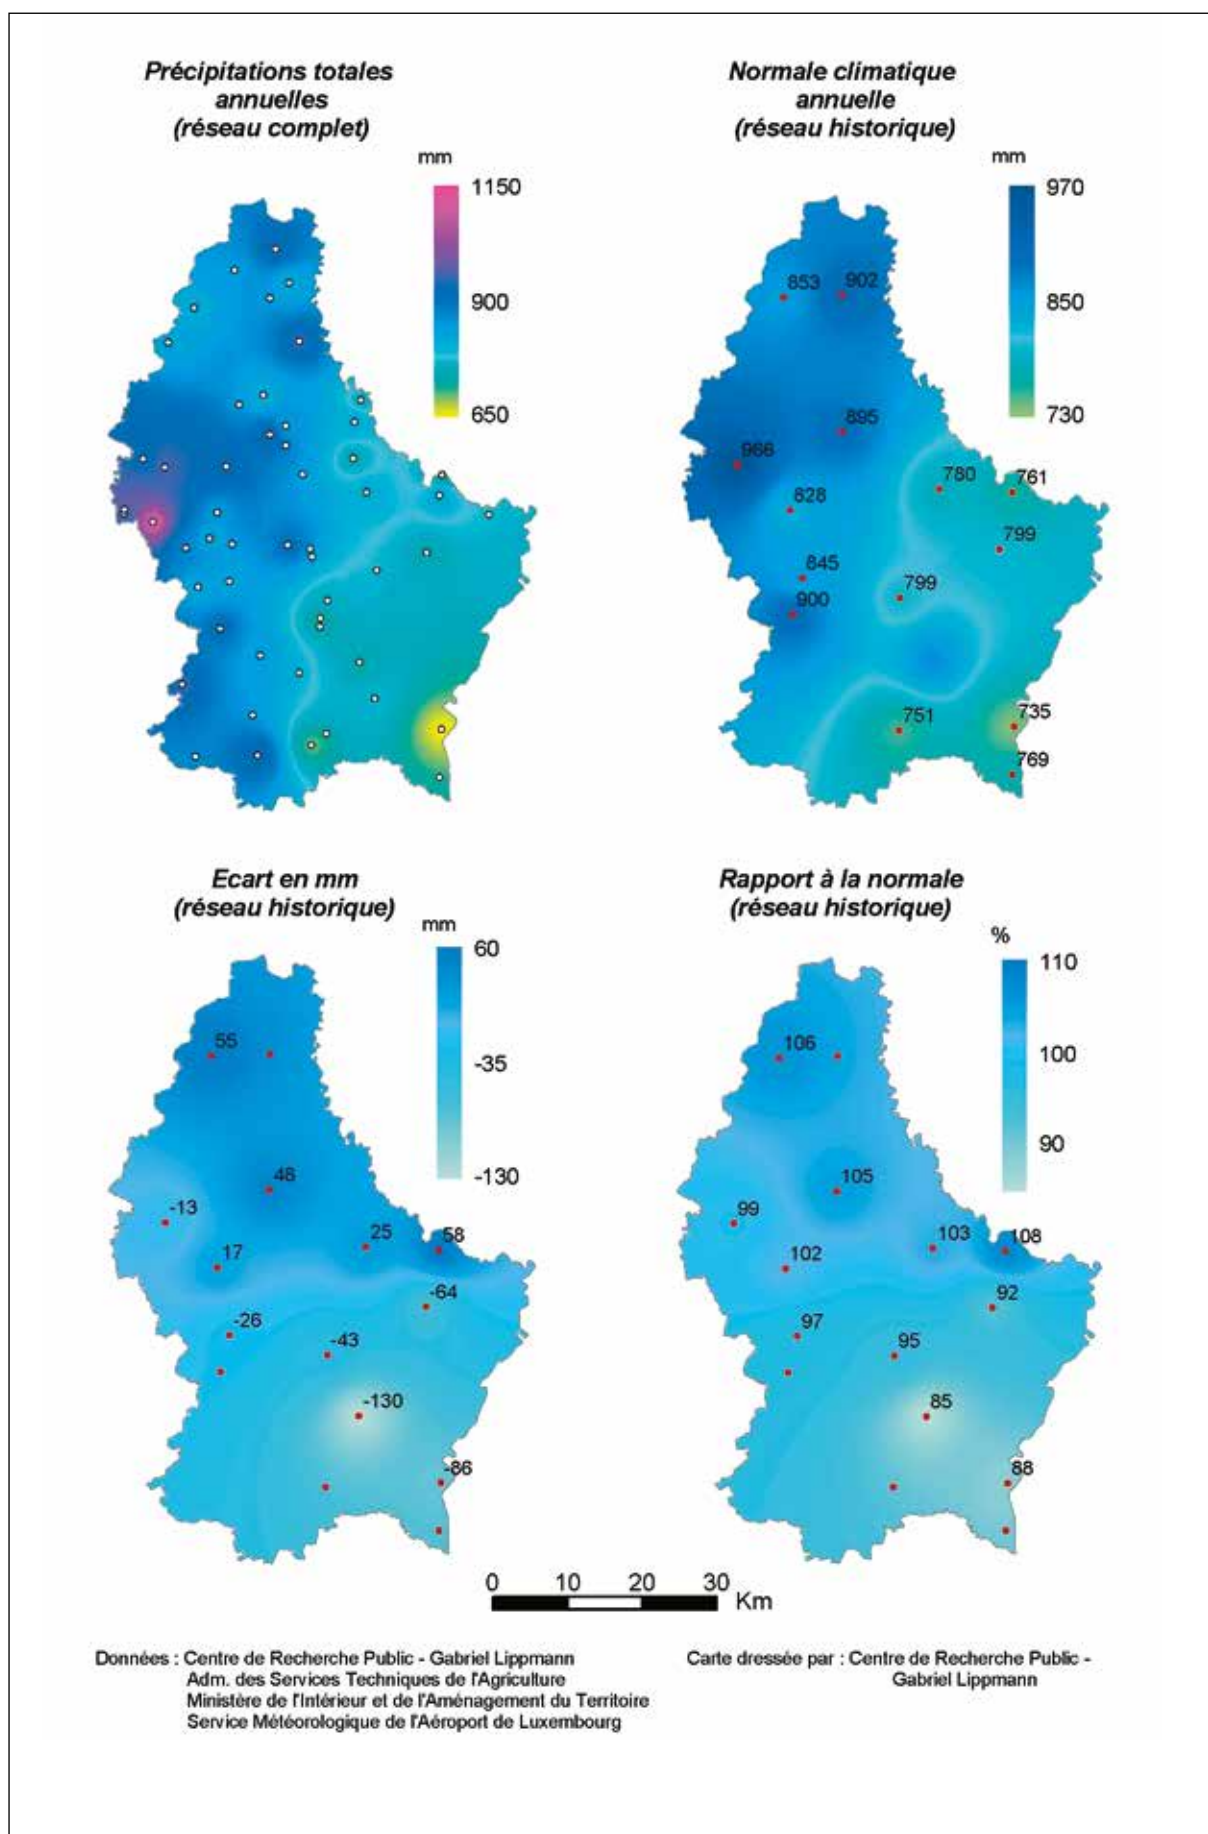 Précipitations totales
annuelles
(réseau complet)
mm
1150
900
650
Normale climatique
annuelle
(réseau historique)
mm
970
850
730
853
902
895
966
828
780
761
799
845
799
900
751
735
769
Ecart en mm
(réseau historique)
mm
60
-35
-130
55
48
-13
17
25
58
-64
-26
-43
-130
-86
Rapport à la normale
(réseau historique)
%
110
100
90
106
105
99
102
103
108
92
97
95
85
88
0 10 20 30
Km
Données : Centre de Recherche Public - Gabriel Lippmann
Adm. des Services Techniques de l'Agriculture
Ministère de l'Intérieur et de l'Aménagement du Territoire
Service Météorologique de l'Aéroport de Luxembourg
Carte dressée par : Centre de Recherche Public -
Gabriel Lippmann